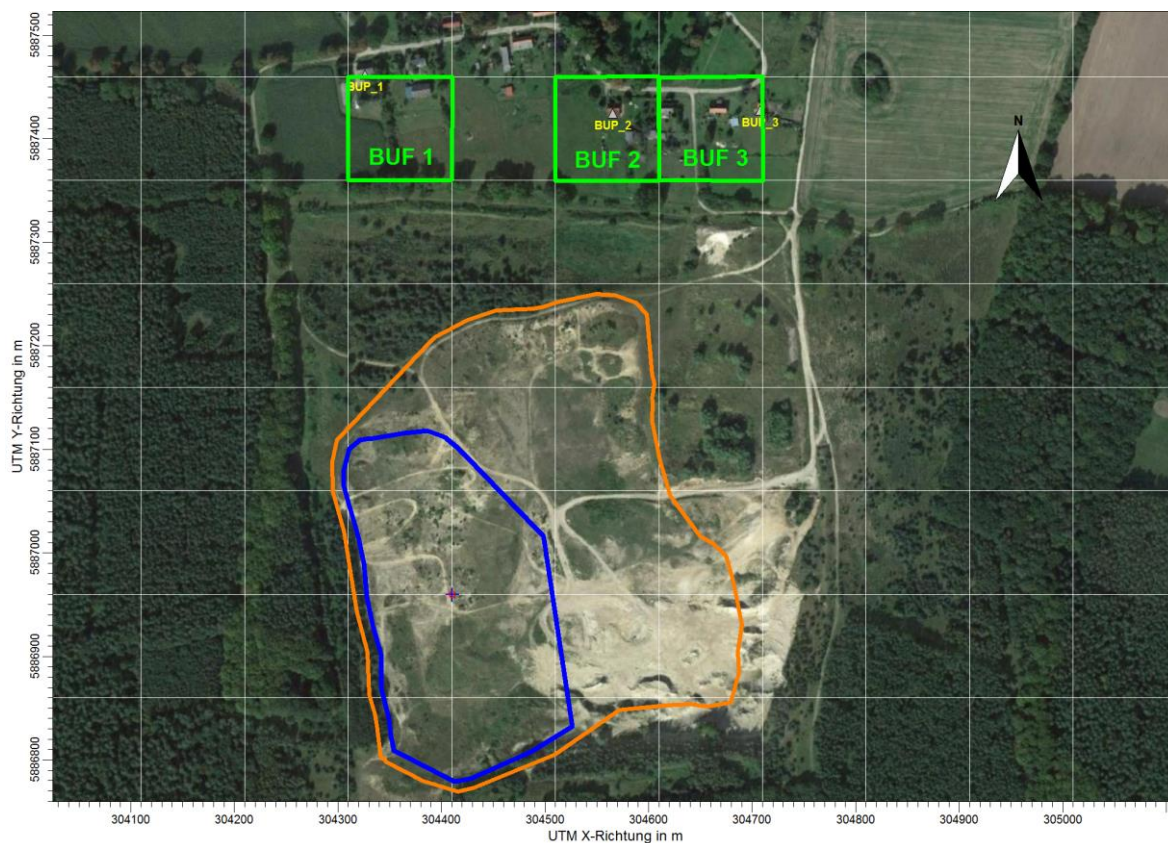 5887500
5887400
5887300
5887200
5887100
5887000
5886900
5886800
UTM Y-Richtung in m
BUP_1
BUP_2
BUP_3
BUF 1
BUF 2
BUF 3
N
304100
304200
304300
304400
304500
304600
304700
304800
304900
305000
UTM X-Richtung in m